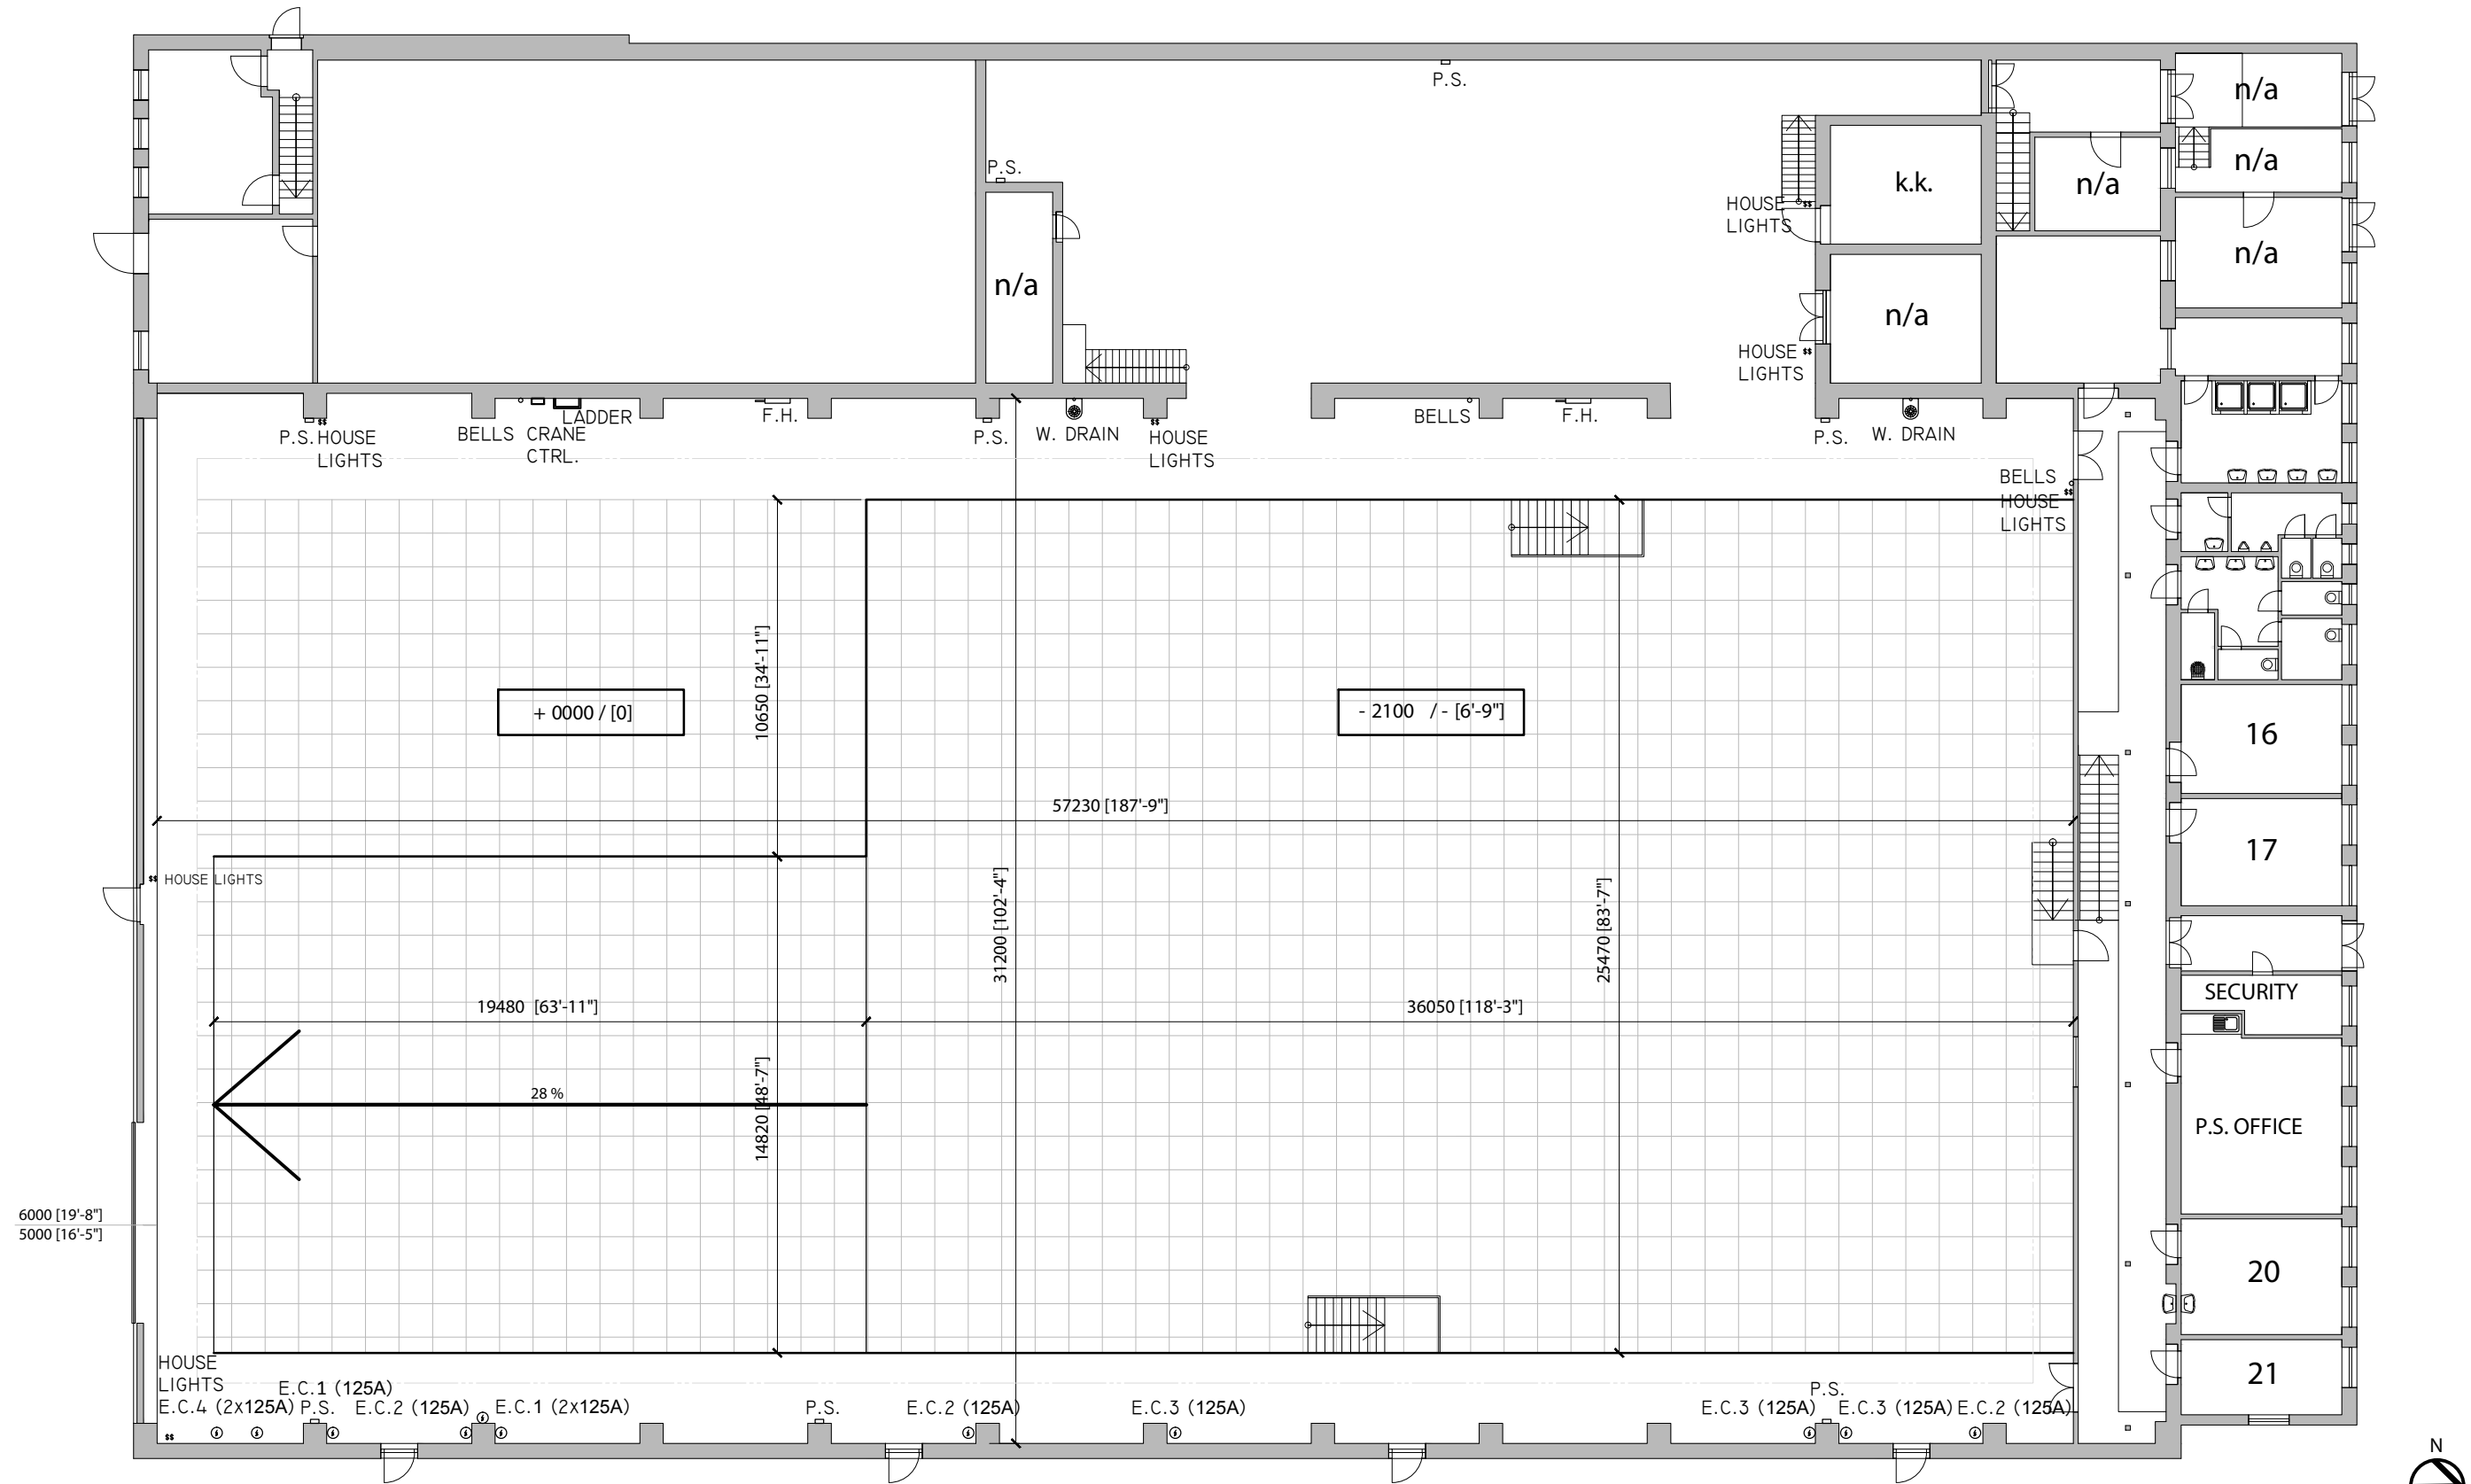 P.S.
n/a
P.S.
n/a
k.k.
n/a
HOUSE
LIGHTS
n/a
n/a
n/a
HOUSE
LIGHTS
P.S.
HOUSE
LIGHTS
BELLS
CRANE
CTRL.
LADDER
F.H.
P.S.
W. DRAIN
HOUSE
LIGHTS
BELLS
F.H.
P.S.
W. DRAIN
BELLS
HOUSE
LIGHTS
10650 [34'-11"]
+ 0000 / [0]
- 2100 / - [6'-9"]
16
57230 [187'-9"]
17
HOUSE LIGHTS
31200 [102'-4"]
25470 [83'-7"]
19480 [63'-11"]
36050 [118'-3"]
SECURITY
28 %
14820 [48'-7"]
P.S. OFFICE
6000 [19'-8"]
5000 [16'-5"]
20
HOUSE
LIGHTS
E.C.1 (125A)
E.C.4 (2x125A)
P.S.
E.C.2 (125A)
E.C.1 (2x125A)
P.S.
E.C.2 (125A)
E.C.3 (125A)
E.C.3 (125A)
P.S.
E.C.3 (125A)
E.C.2 (125A)
21
N